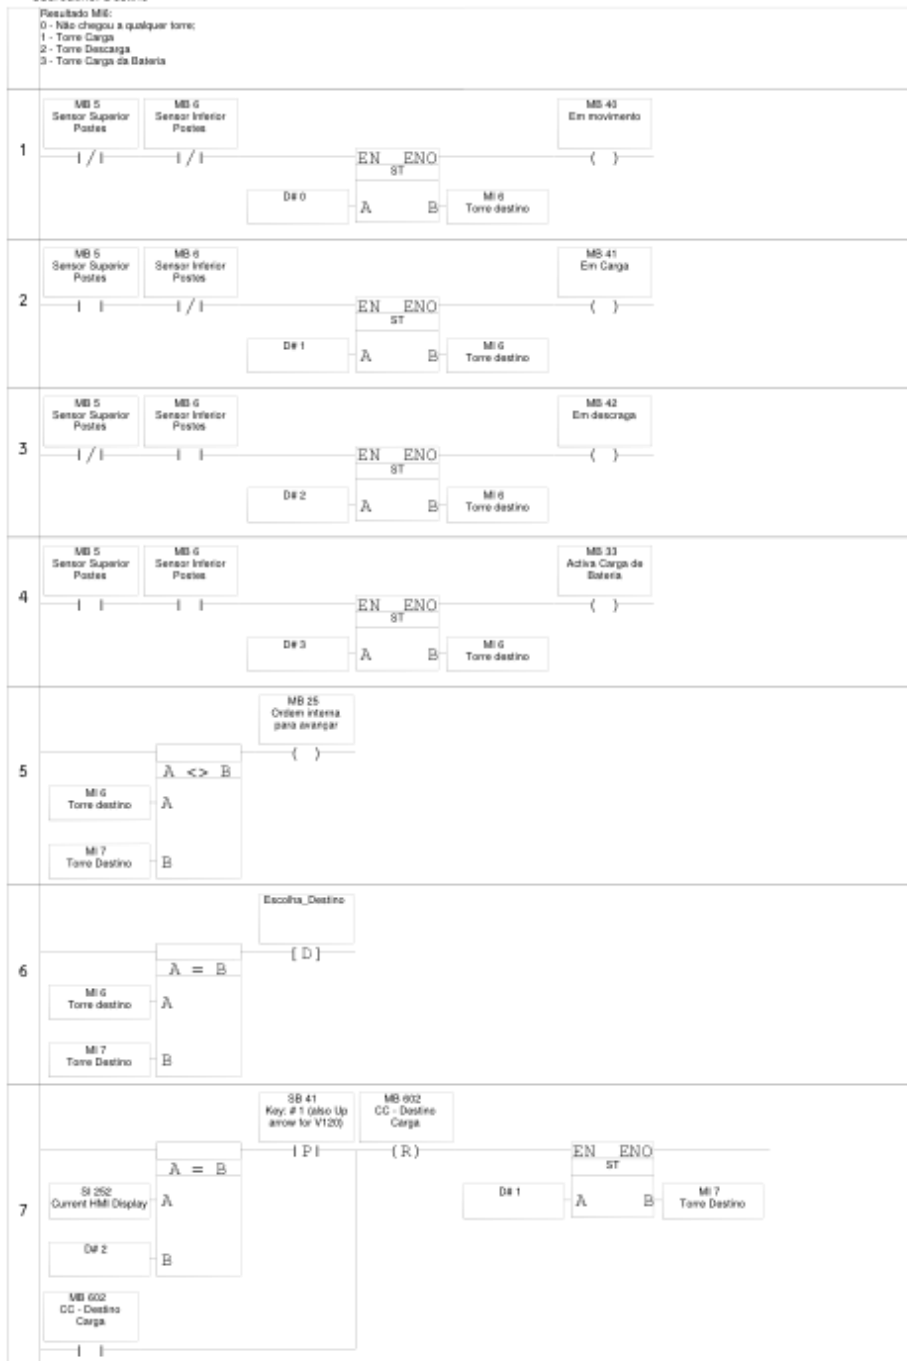 Resultado MI6:
0 - Não chegou a qualquer torre;
1 - Torre Carga
2 - Torre Descarga
3 - Torre Carga da Bateria
1
MB 5
Sensor Superior
Postes
MB 6
Sensor Inferior
Postes
MB 40
Em movimento
EN ENO
ST
D# 0
A B
MI 6
Torre destino
2
MB 5
Sensor Superior
Postes
MB 6
Sensor Inferior
Postes
MB 41
Em Carga
EN ENO
ST
D# 1
A B
MI 6
Torre destino
3
MB 5
Sensor Superior
Postes
MB 6
Sensor Inferior
Postes
MB 42
Em descraga
EN ENO
ST
D# 2
A B
MI 6
Torre destino
4
MB 5
Sensor Superior
Postes
MB 6
Sensor Inferior
Postes
MB 33
Activa Carga de
Bateria
EN ENO
ST
D# 3
A B
MI 6
Torre destino
5
MB 25
Ordem interna
para avançar
A <> B
MI 6
Torre destino
A
MI 7
Torre Destino
B
6
Escolha_Destino
[D]
A = B
MI 6
Torre destino
A
MI 7
Torre Destino
B
7
SB 41
Key: # 1 (also Up
arrow for V120)
MB 602
CC - Destino
Carga
P
(R)
A = B
SI 252
Current HMI Display
A
D# 2
B
EN ENO
ST
D# 1
A B
MI 7
Torre Destino
MB 602
CC - Destino
Carga